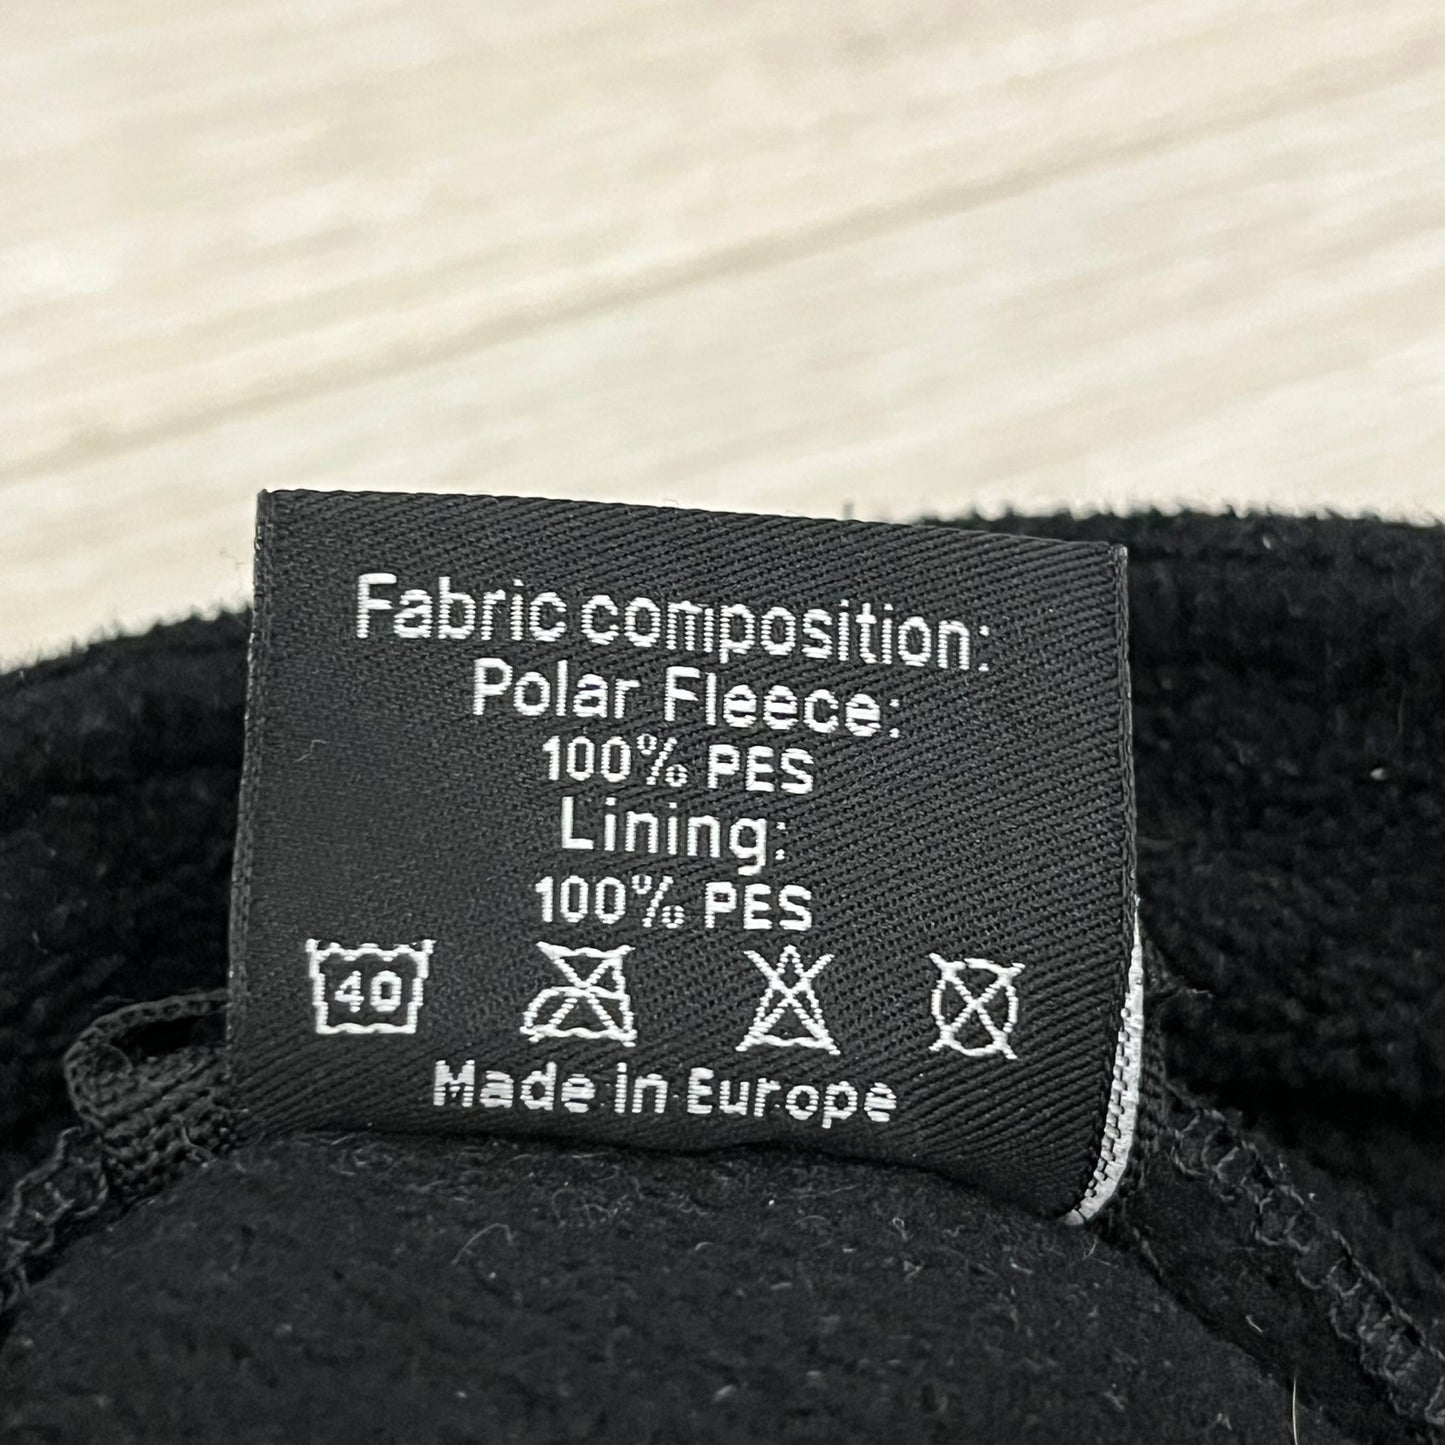 Fabric composition:
Polar Fleece:
100% PES
Lining:
100% PES
40
Made in Europe